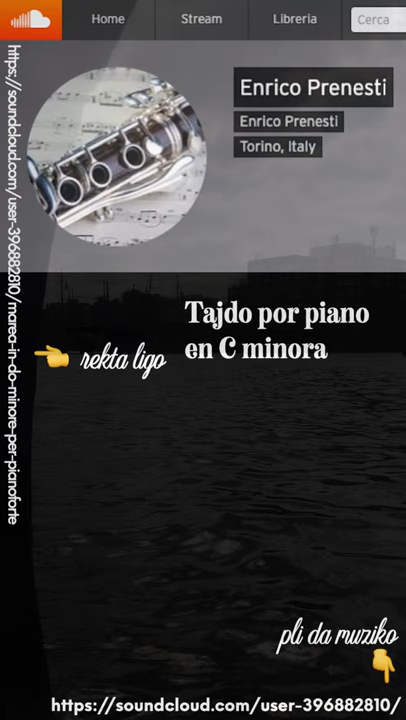 Home
Stream
Libreria
Cerca
Enrico Prenesti
Enrico Prenesti
Torino, Italy
https://soundcloud.com/user-396882810/marea-in-do-minore-per-pianoforte
Tajdo por piano
en C minora
rekta ligo
pli da muziko
https://soundcloud.com/user-396882810/